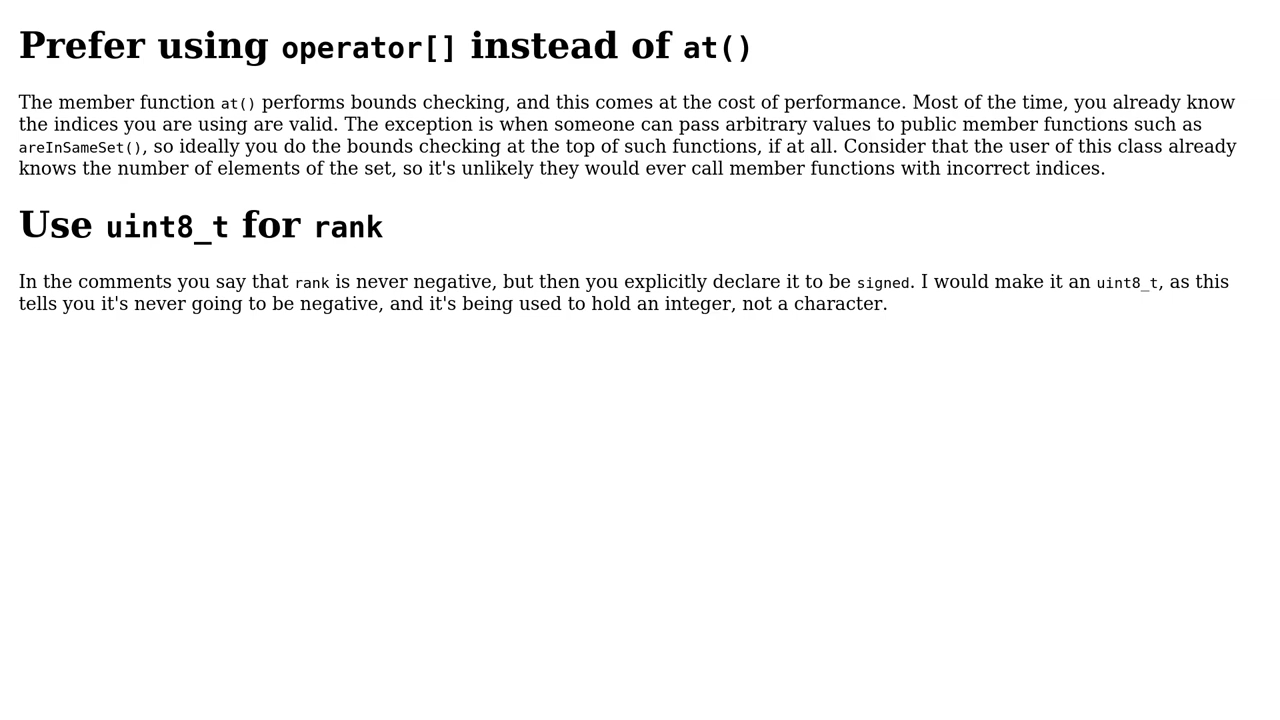 Prefer using operator[] instead of at()
The member function at() performs bounds checking, and this comes at the cost of performance. Most of the time, you already know
the indices you are using are valid. The exception is when someone can pass arbitrary values to public member functions such as
areInSameSet(), so ideally you do the bounds checking at the top of such functions, if at all. Consider that the user of this class already
knows the number of elements of the set, so it's unlikely they would ever call member functions with incorrect indices.
Use uint8_t for rank
In the comments you say that rank is never negative, but then you explicitly declare it to be signed. I would make it an uint8_t, as this
tells you it's never going to be negative, and it's being used to hold an integer, not a character.